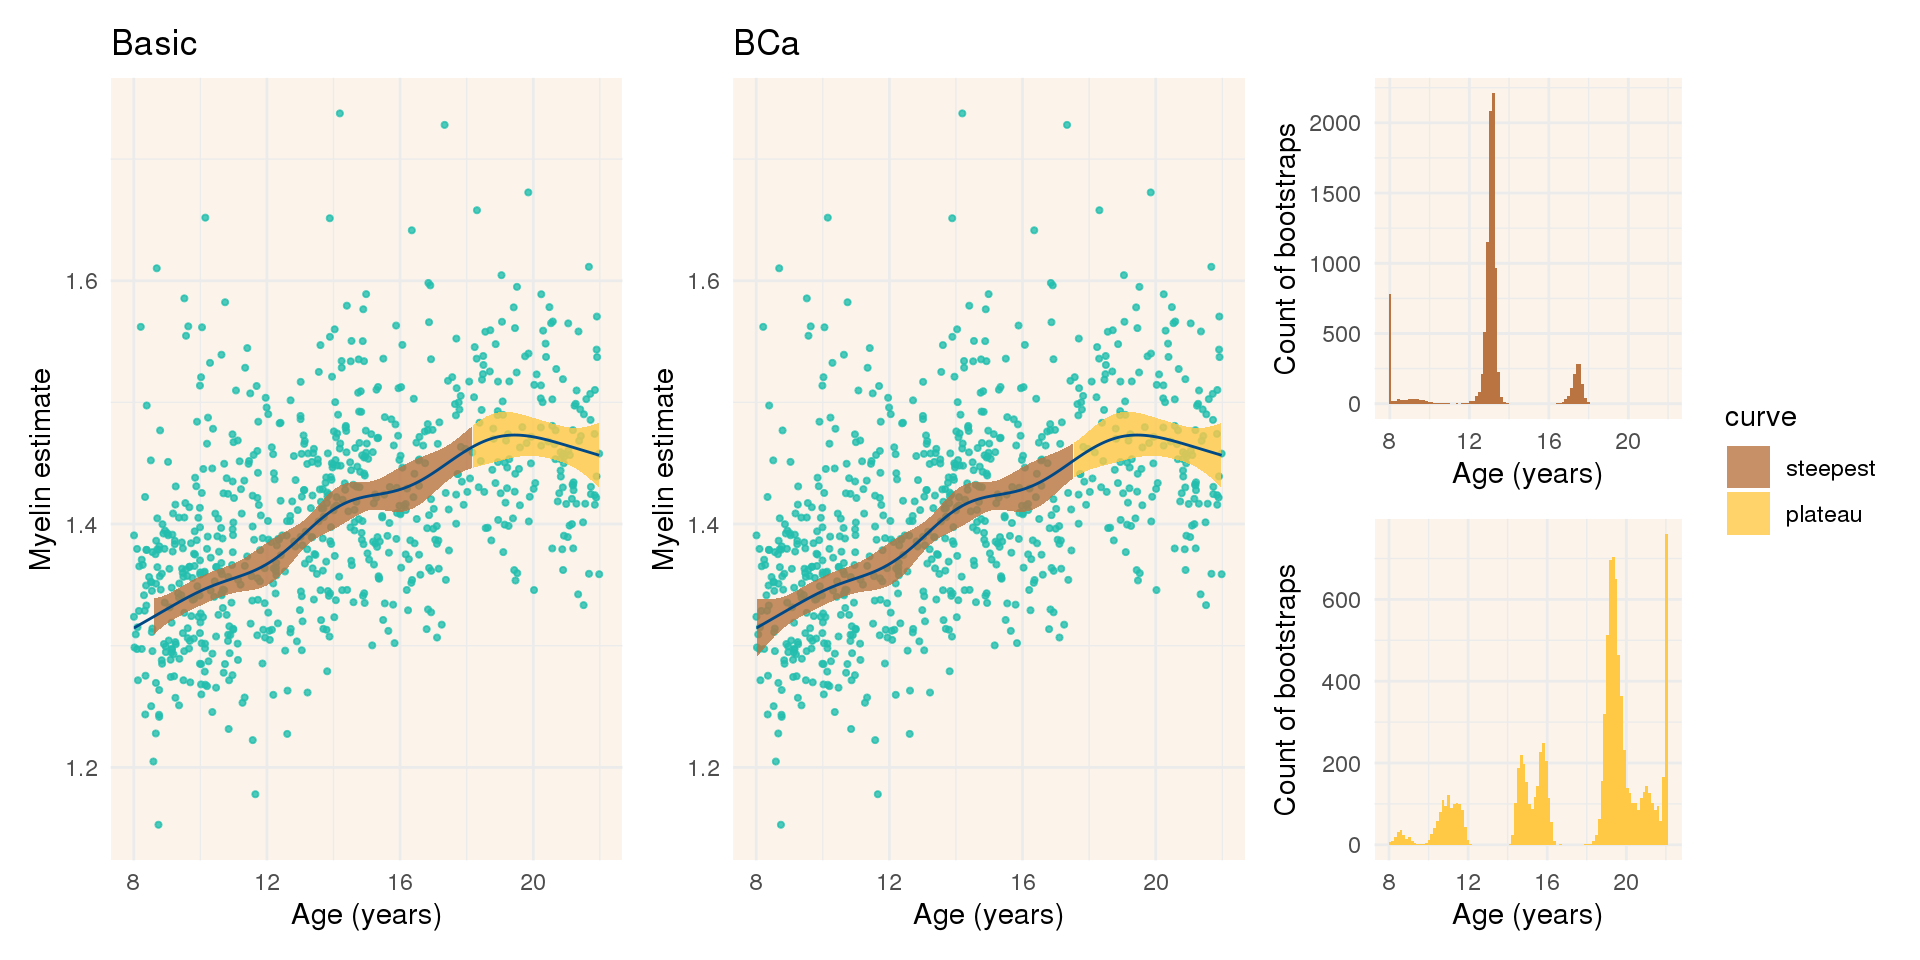 Basic
Myelin estimate
1.6
1.4
1.2
8 12 16 20
Age (years)
BCa
Myelin estimate
1.6
1.4
1.2
8 12 16 20
Age (years)
Count of bootstraps
2000
1500
1000
500
0
8 12 16 20
Age (years)
Count of bootstraps
600
400
200
0
8 12 16 20
Age (years)
curve
steepest
plateau